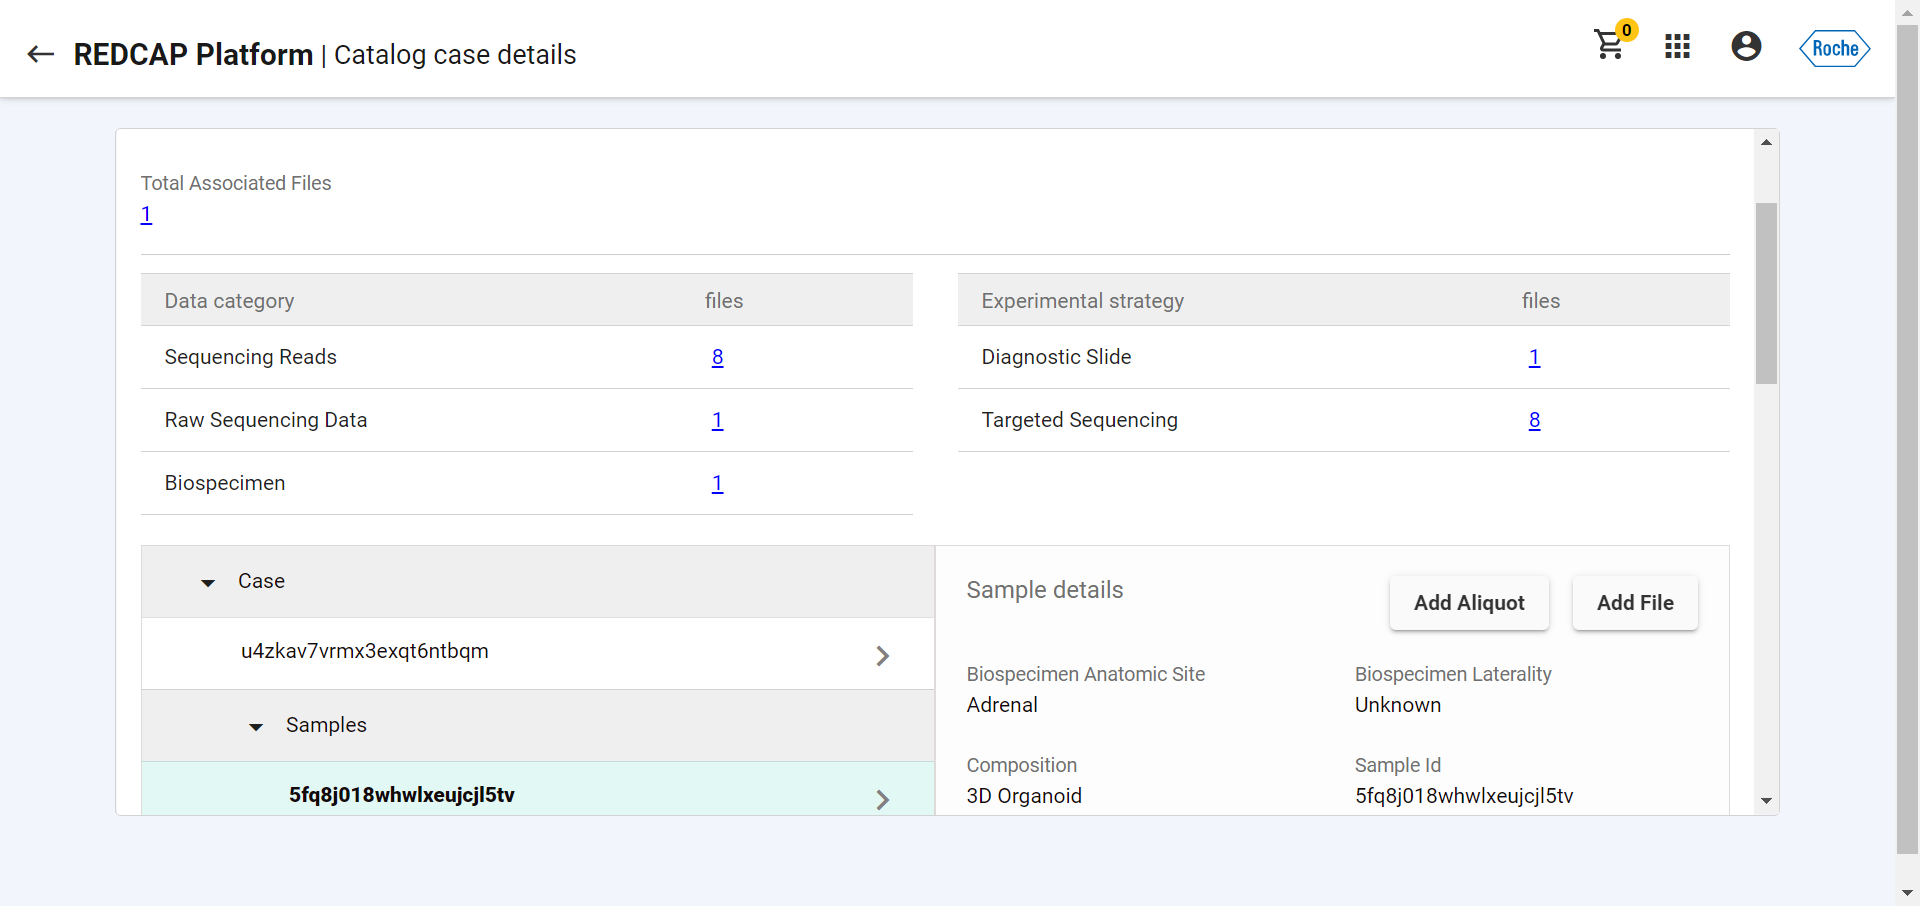 REDCAP Platform | Catalog case details
0
Roche
Total Associated Files
1
Data category files
Sequencing Reads 8
Raw Sequencing Data 1
Biospecimen 1
Experimental strategy files
Diagnostic Slide 1
Targeted Sequencing 8
Case
u4zkav7vrmx3exqt6ntbqm
Samples
5fq8j018whwlxeujcjl5tv
Sample details
Add Aliquot
Add File
Biospecimen Anatomic Site
Adrenal
Biospecimen Laterality
Unknown
Composition
3D Organoid
Sample Id
5fq8j018whwlxeujcjl5tv